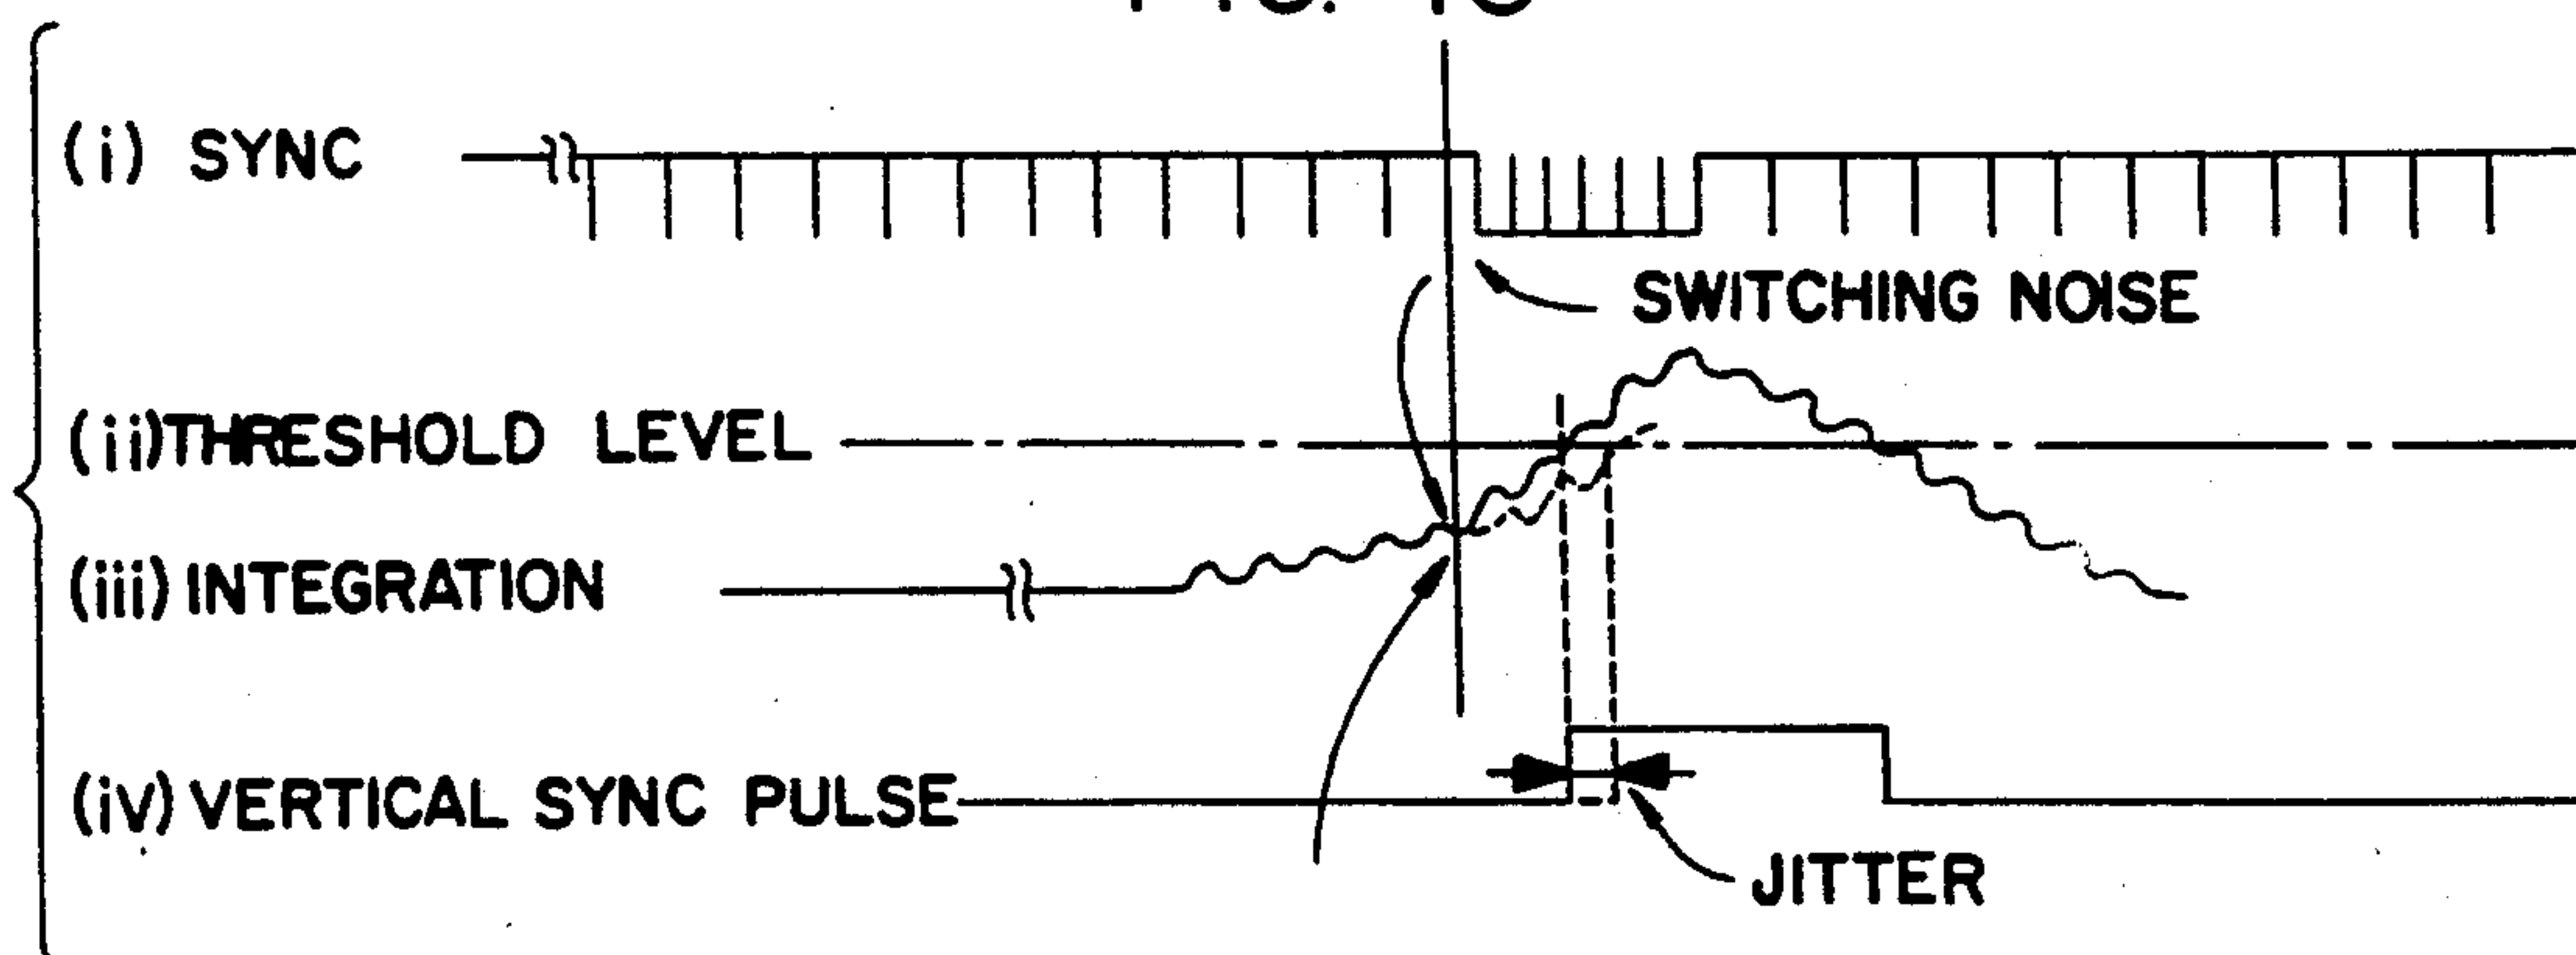 (i) SYNC
SWITCHING NOISE
(ii) THRESHOLD LEVEL
(iii) INTEGRATION
(iv) VERTICAL SYNC PULSE
JITTER